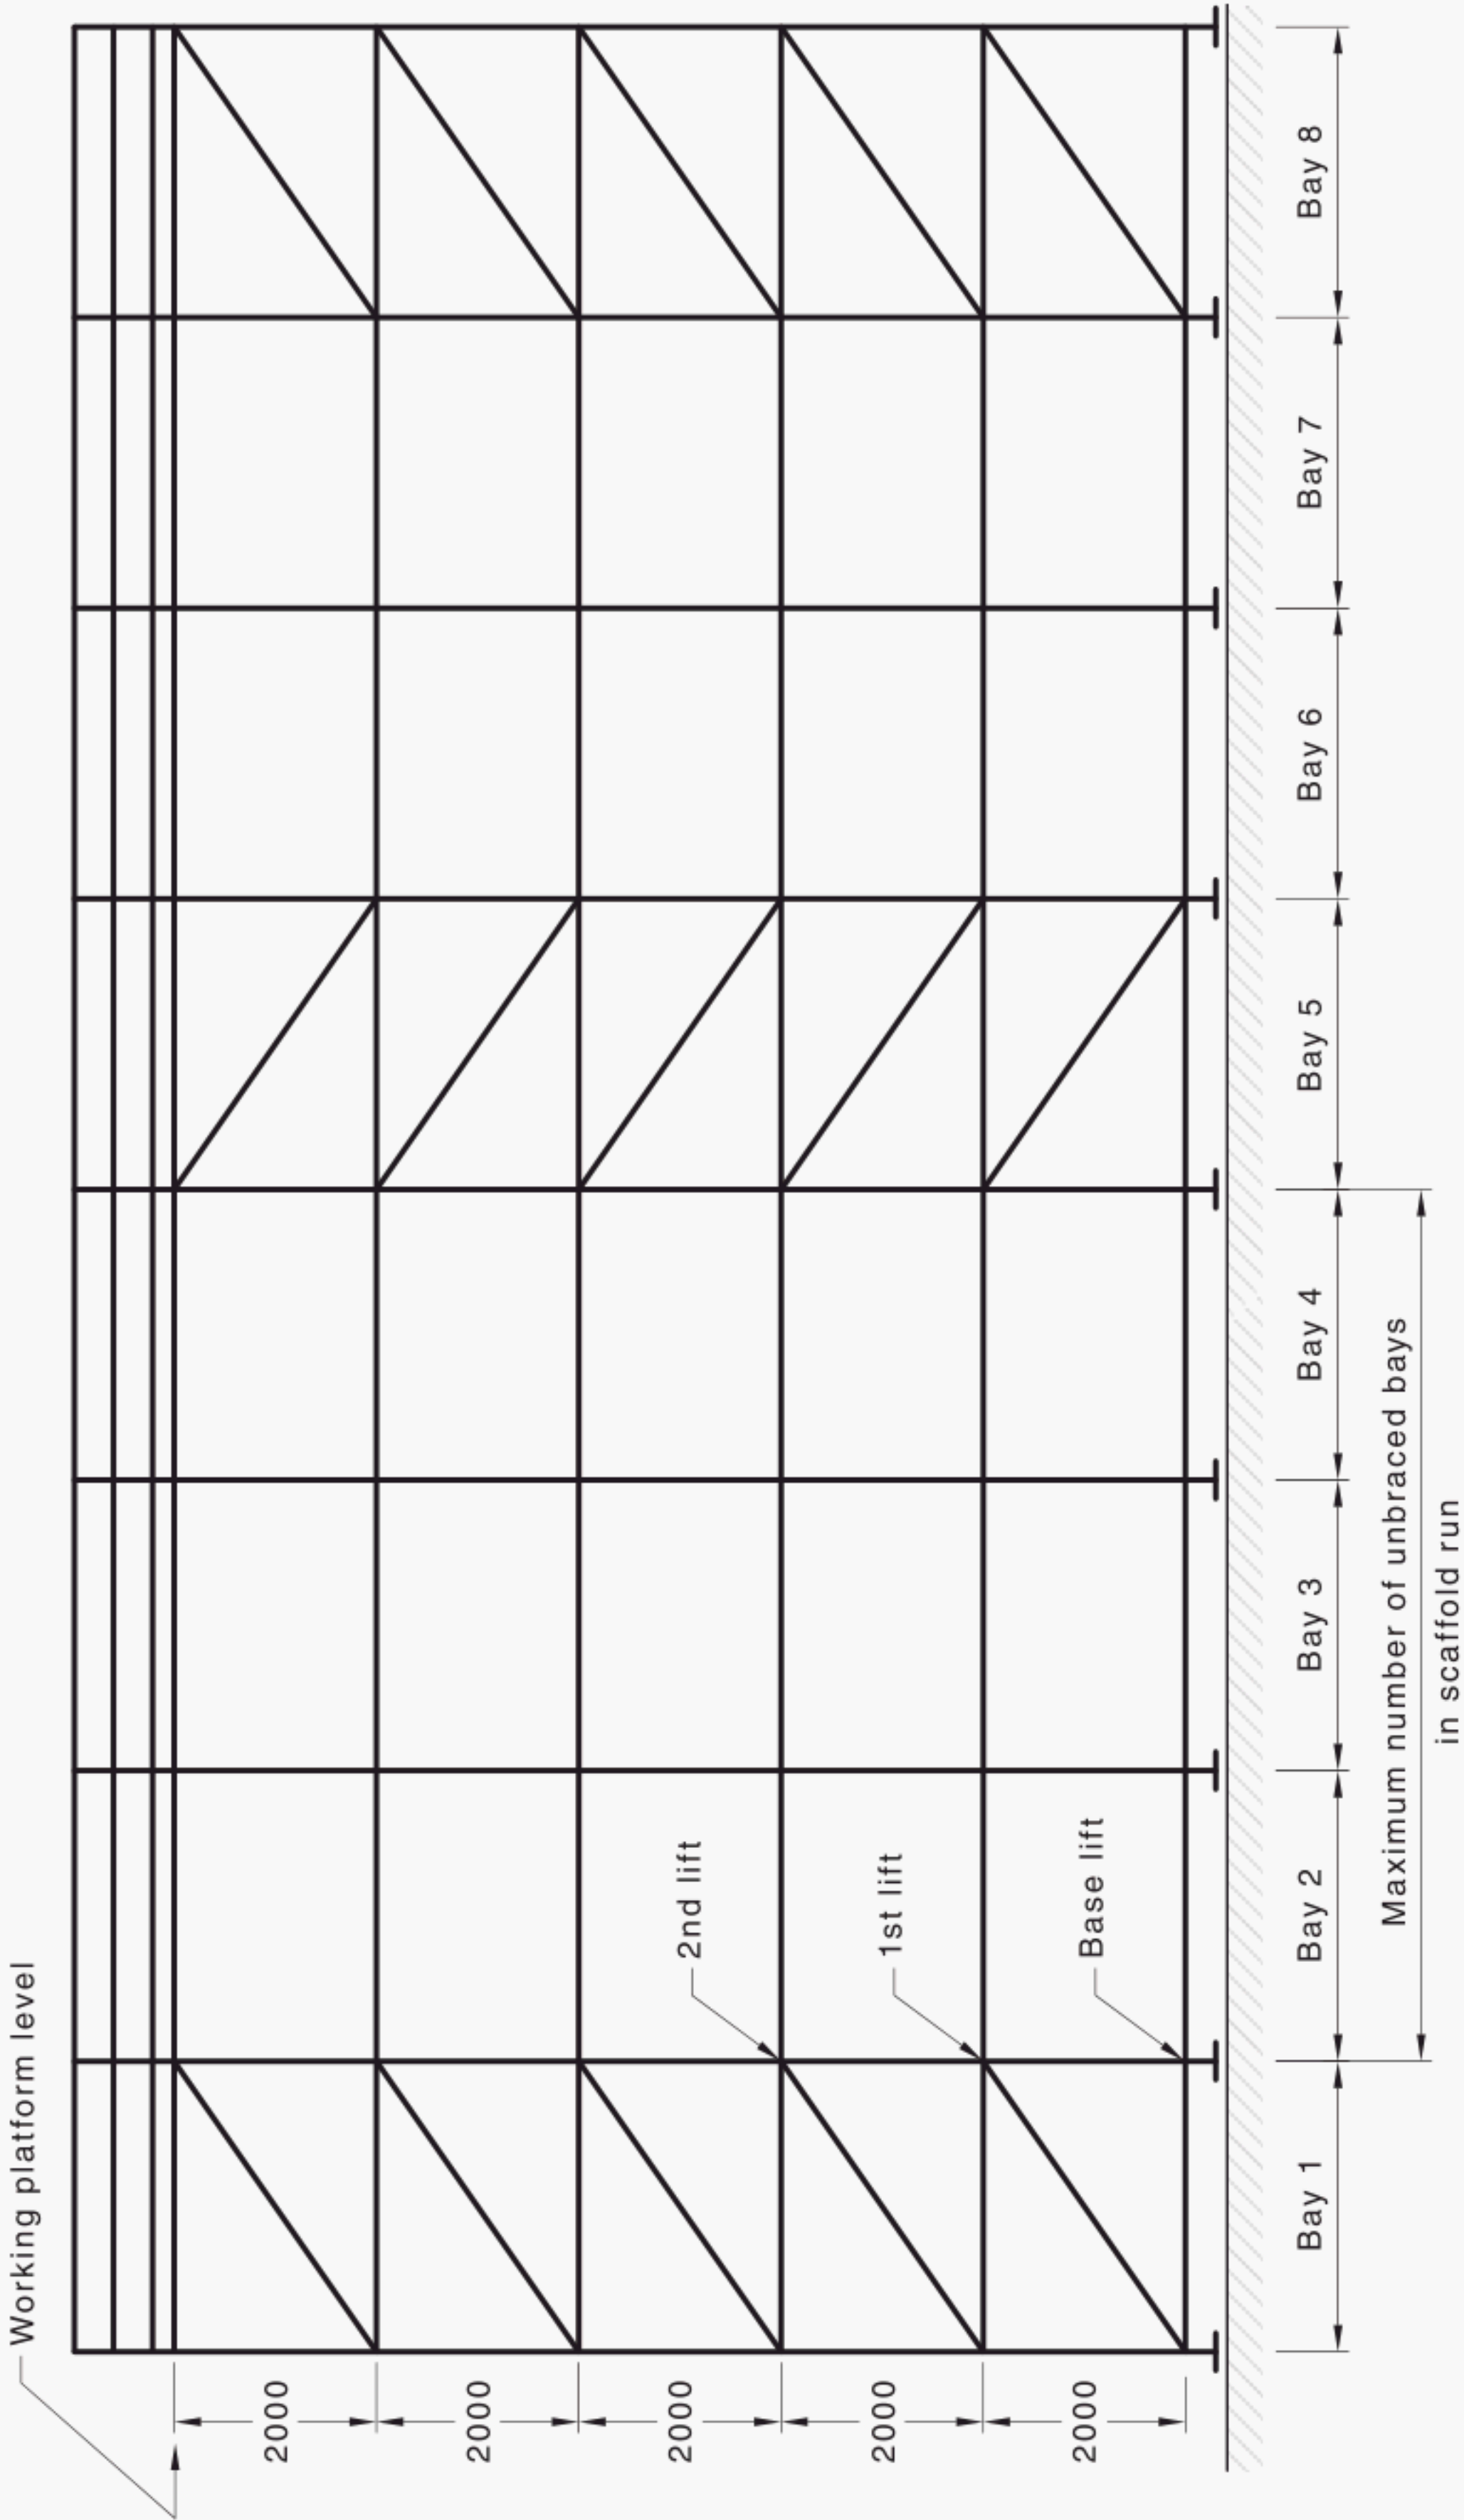 Working platform level
2000
2000
2000
2nd lift
2000
1st lift
2000
Base lift
Bay 1
Bay 2
Bay 3
Bay 4
Bay 5
Bay 6
Bay 7
Bay 8
Maximum number of unbraced bays
in scaffold run